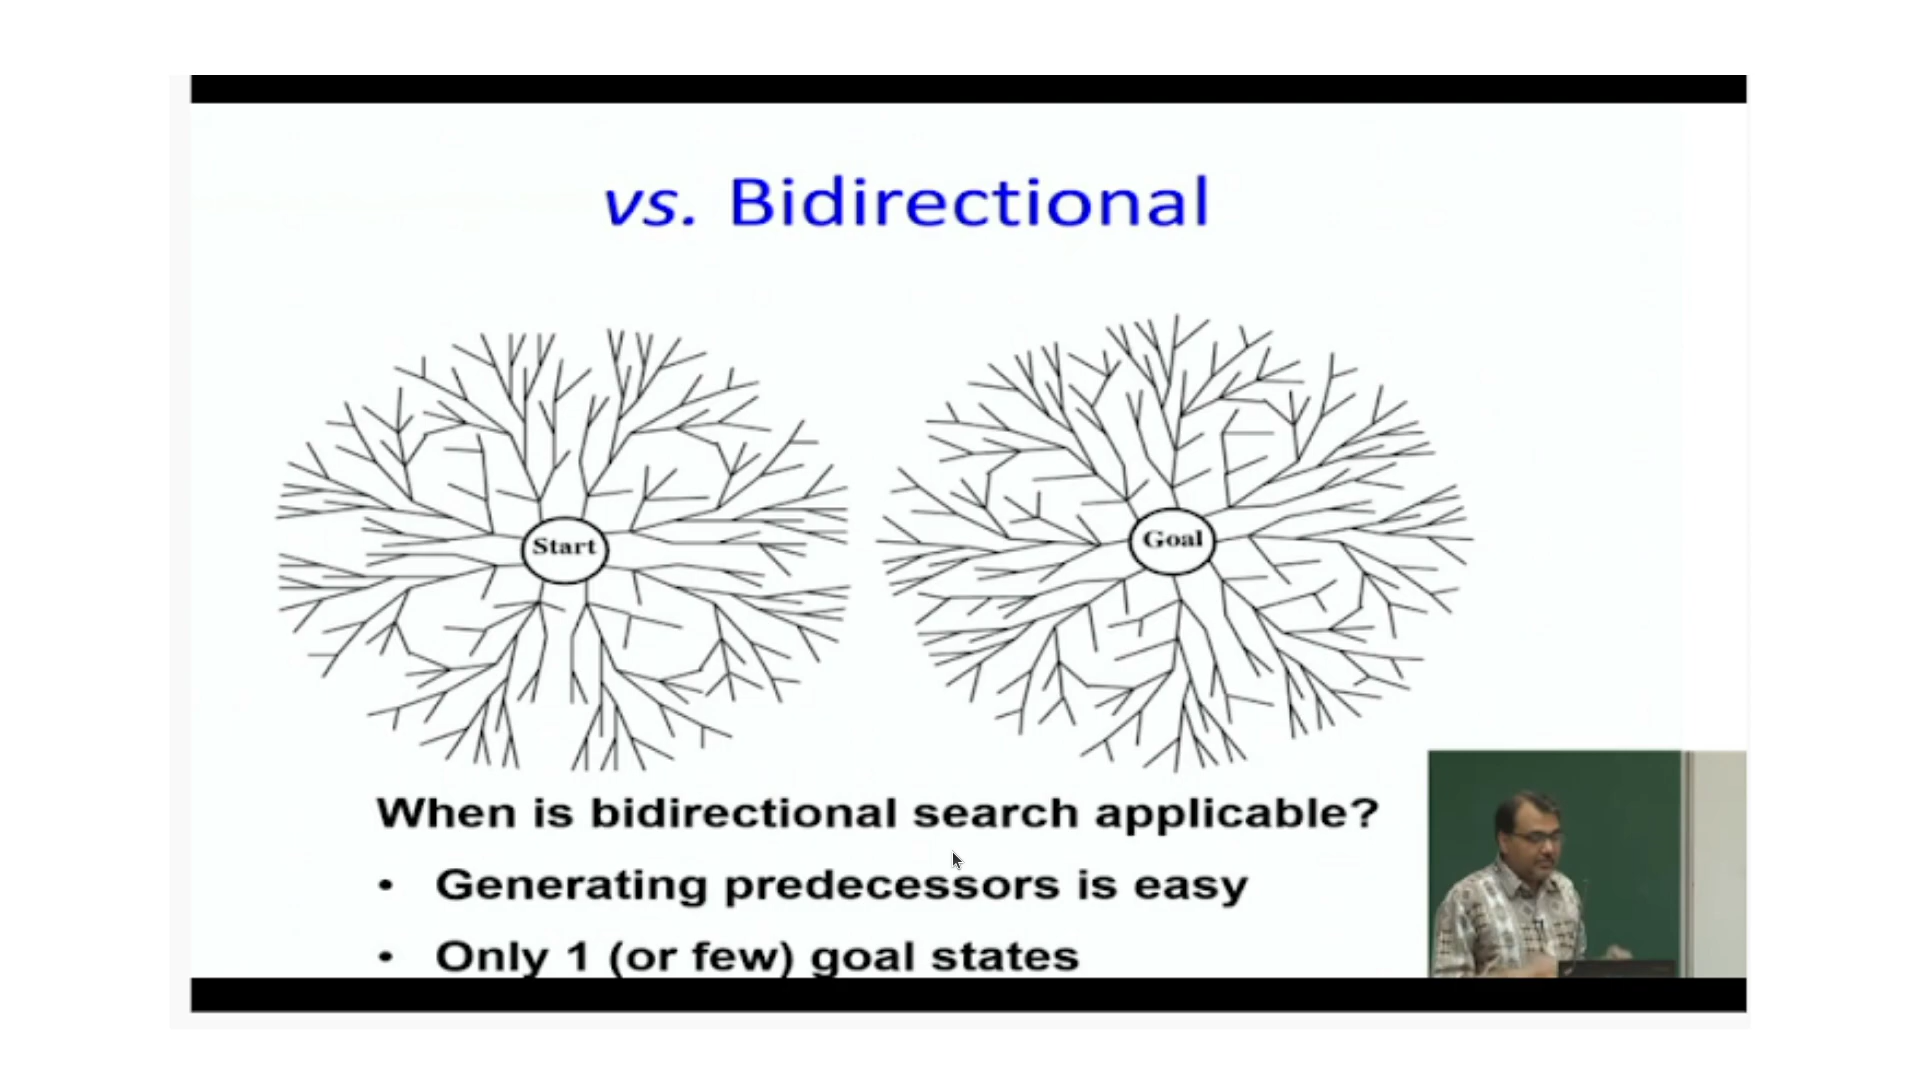 vs. Bidirectional
Start
Goal
When is bidirectional search applicable?
• Generating predecessors is easy
• Only 1 (or few) goal states